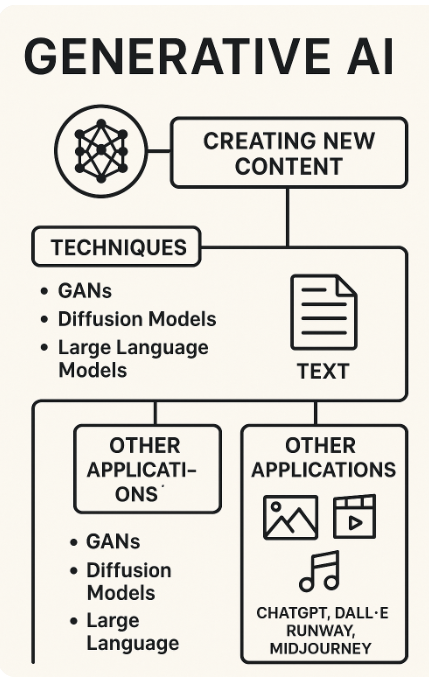 GENERATIVE AI
CREATING NEW
CONTENT
TECHNIQUES
• GANs
• Diffusion Models
• Large Language
Models
TEXT
OTHER
APPLICATI-
ONS
• GANs
• Diffusion
Models
• Large
Language
OTHER
APPLICATIONS
CHATGPT, DALL·E
RUNWAY,
MIDJOURNEY